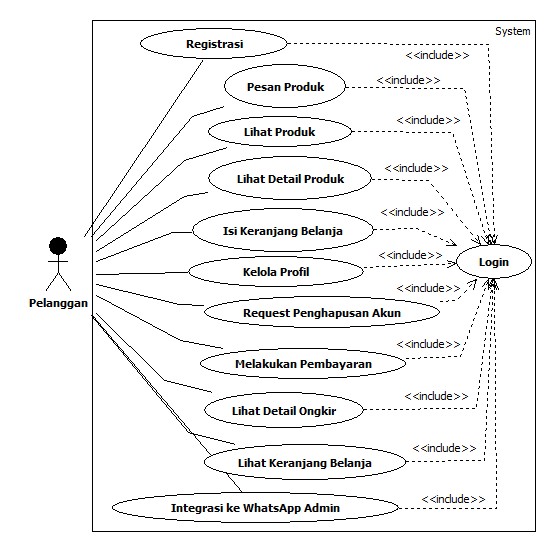 System
Registrasi
<<include>>
Pesan Produk
<<include>>
Lihat Produk
<<include>>
Lihat Detail Produk
<<include>>
Isi Keranjang Belanja
<<include>>
Login
Kelola Profil
<<include>>
Pelanggan
<<include>>
Request Penghapusan Akun
<<include>>
Melakukan Pembayaran
<<include>>
Lihat Detail Ongkir
<<include>>
Lihat Keranjang Belanja
<<include>>
Integrasi ke WhatsApp Admin